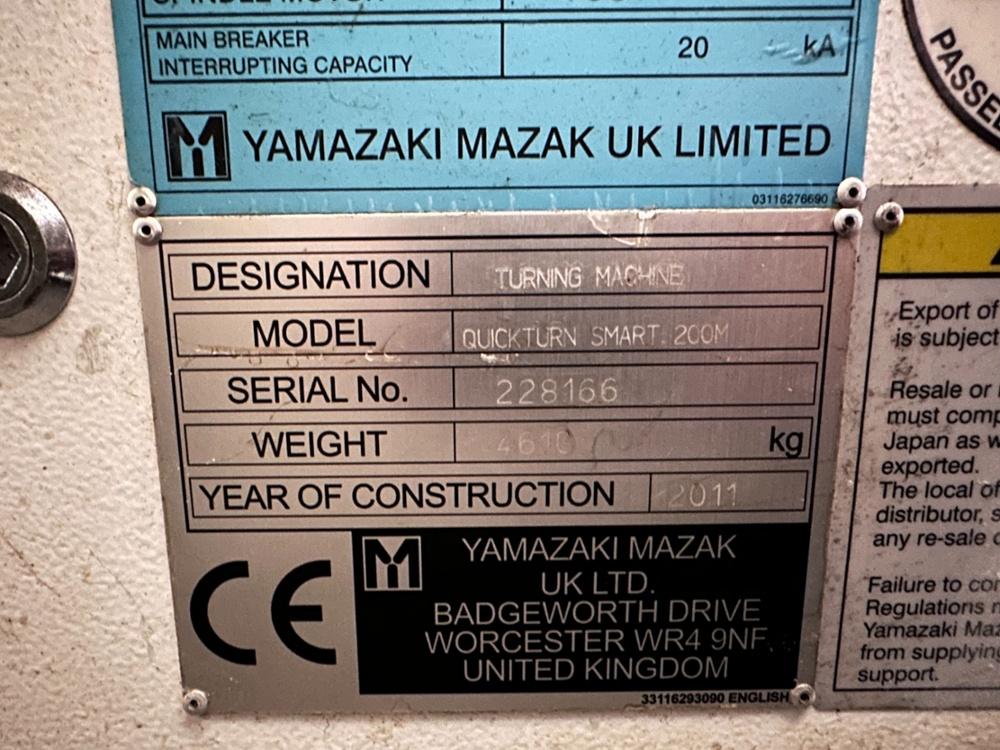 MAIN BREAKER
INTERRUPTING CAPACITY 20 kA
YAMAZAKI MAZAK UK LIMITED
03116276690
DESIGNATION TURNING MACHINE
MODEL QUICKTURN SMART 200M
SERIAL No. 228166
WEIGHT 4610 kg
YEAR OF CONSTRUCTION 2011
CE
YAMAZAKI MAZAK
UK LTD.
BADGEWORTH DRIVE
WORCESTER WR4 9NF,
UNITED KINGDOM
33116293090 ENGLISH
PASSE
Export of
is subject
Resale or
must comp
Japan as w
exported.
The local of
distributor, s
any re-sale
Failure to co
Regulations
Yamazaki Maz
from supplyin
support.